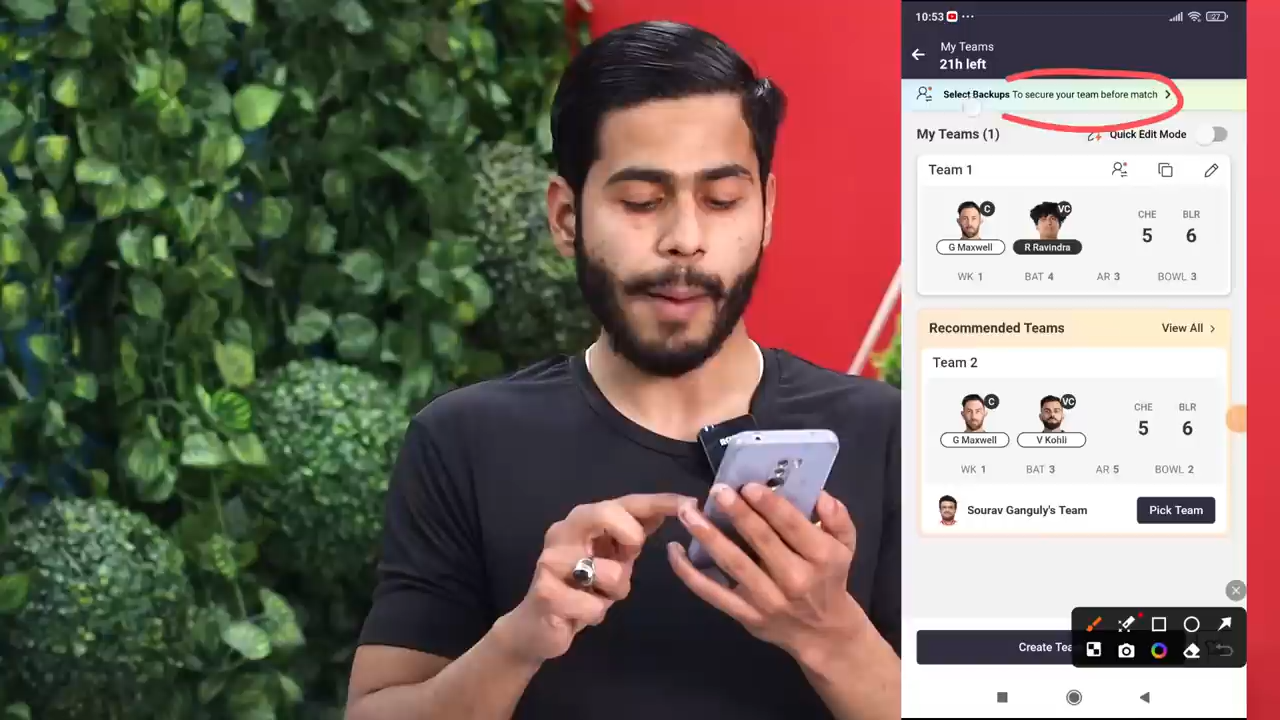 10:53
27
My Teams
21h left
Select Backups To secure your team before match
My Teams (1)
Quick Edit Mode
Team 1
C
VC
G Maxwell
R Ravindra
CHE
BLR
5
6
WK 1
BAT 4
AR 3
BOWL 3
Recommended Teams
View All
Team 2
C
VC
G Maxwell
V Kohli
CHE
BLR
5
6
WK 1
BAT 3
AR 5
BOWL 2
Sourav Ganguly's Team
Pick Team
Create